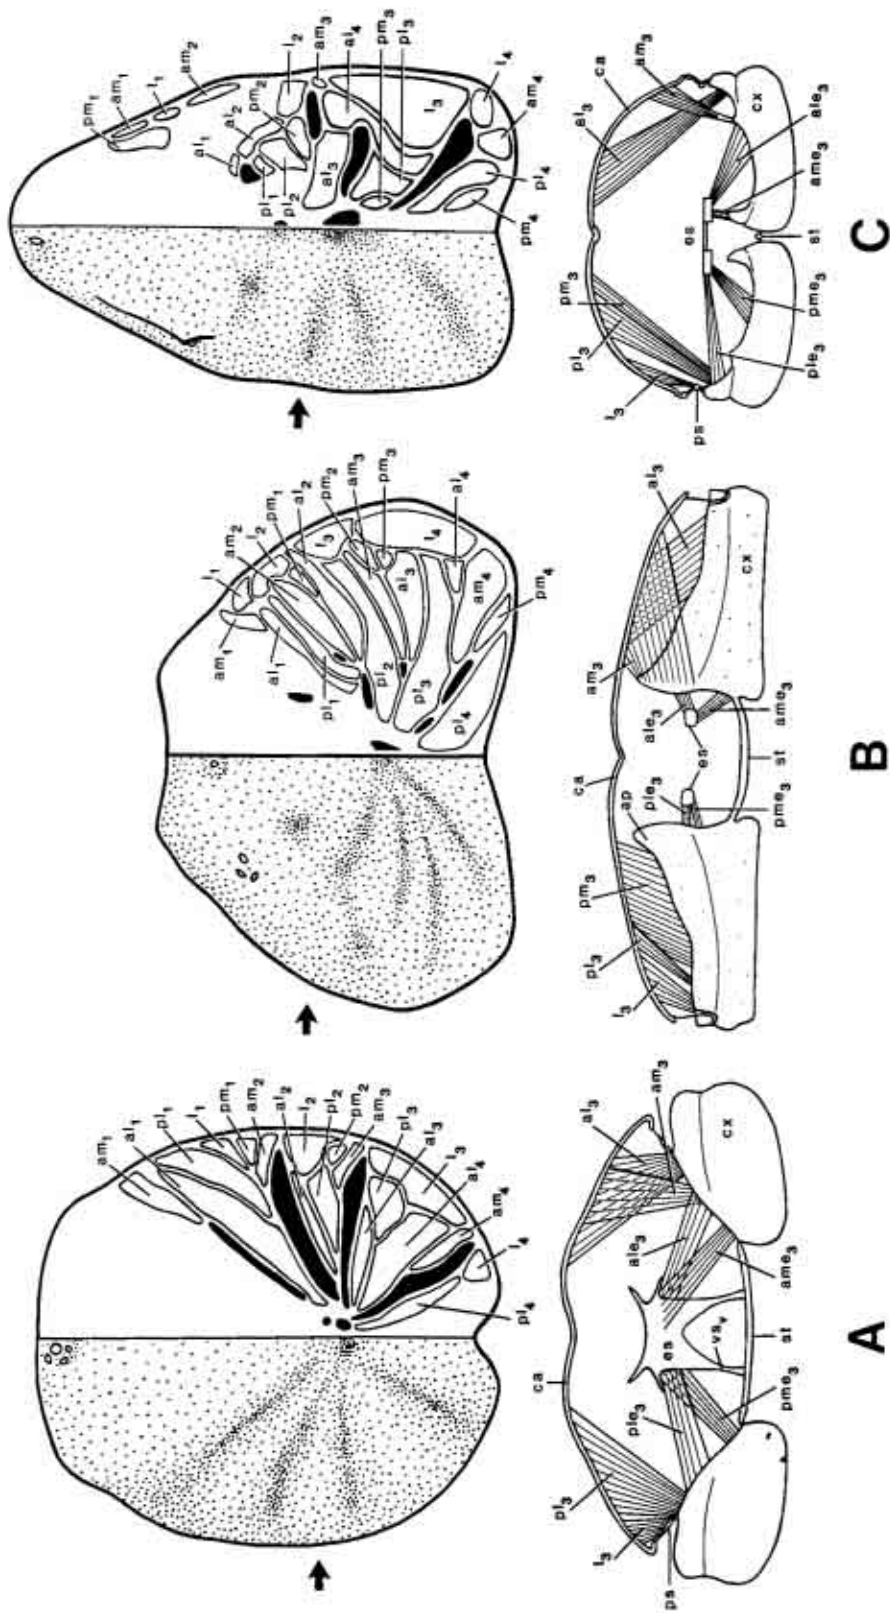 am₁
al₁
pl₁
l₁
pm₁
am₂
al₂
l₂
pl₂
pm₂
am₃
pl₃
al₃
l₃
al₄
am₄
l₄
pl₄
ca
pl₃
l₃
ps
ple₃
pme₃
es
vsᵥ
st
ale₃
ame₃
al₃
am₃
cx
A
am₁
l₁
am₂
l₂
pm₁
al₂
pm₂
am₃
pm₃
al₁
pl₁
l₃
pl₂
al₃
pl₃
l₄
al₄
am₄
pm₄
pl₄
ca
ap
pm₃
pl₃
l₃
ple₃
pme₃
es
st
ale₃
ame₃
am₃
al₃
cx
B
pm₁
am₁
l₁
am₂
al₁
al₂
pm₂
l₂
am₃
al₄
pm₃
pl₃
pl₁
pl₂
al₃
l₃
l₄
am₄
pl₄
pm₄
pm₃
pl₃
l₃
ps
ple₃
pme₃
es
st
ame₃
ale₃
al₃
ca
am₃
cx
C